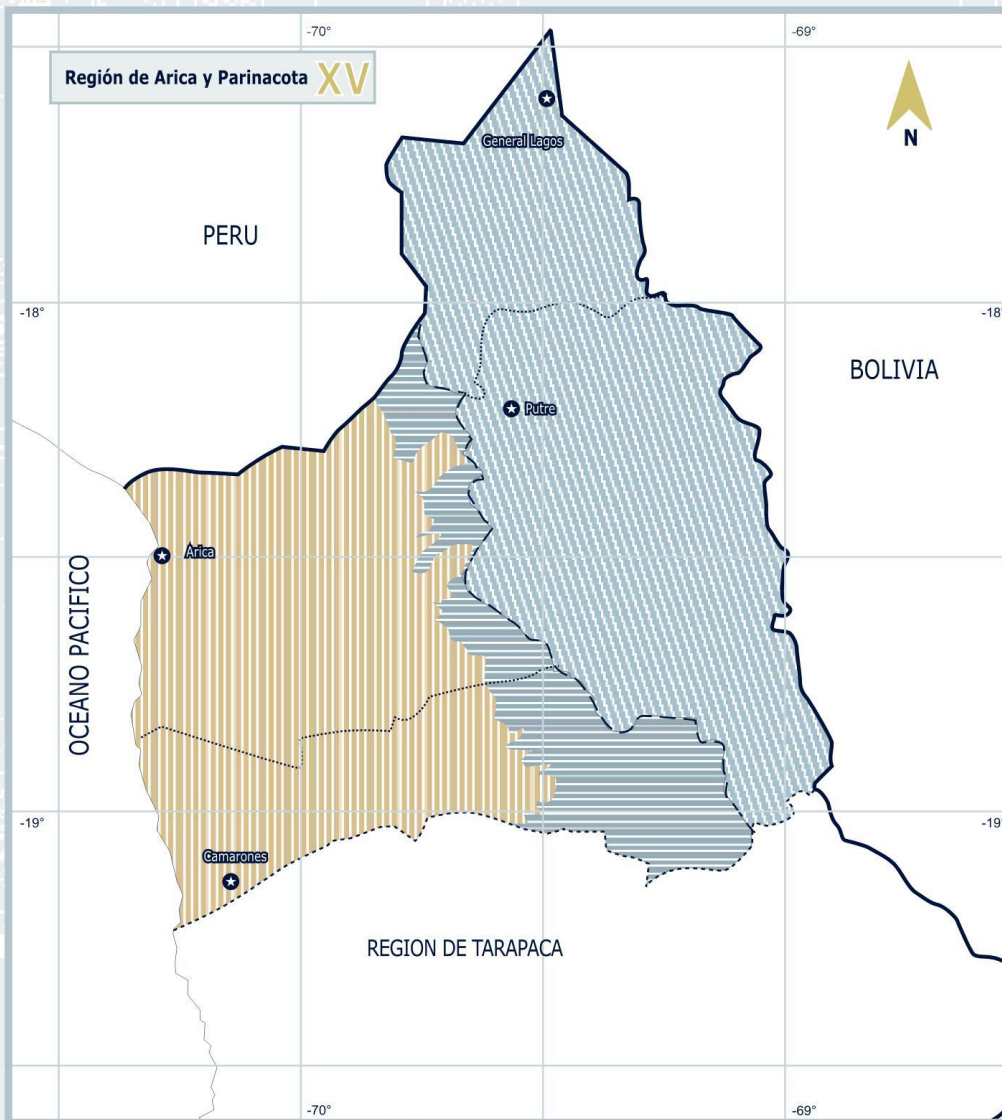 -70°
-69°
Región de Arica y Parinacota XV
N
General Lagos
PERU
-18°
-18°
BOLIVIA
Putre
Arica
OCEANO PACIFICO
-19°
-19°
Camarones
REGION DE TARAPACA
-70°
-69°